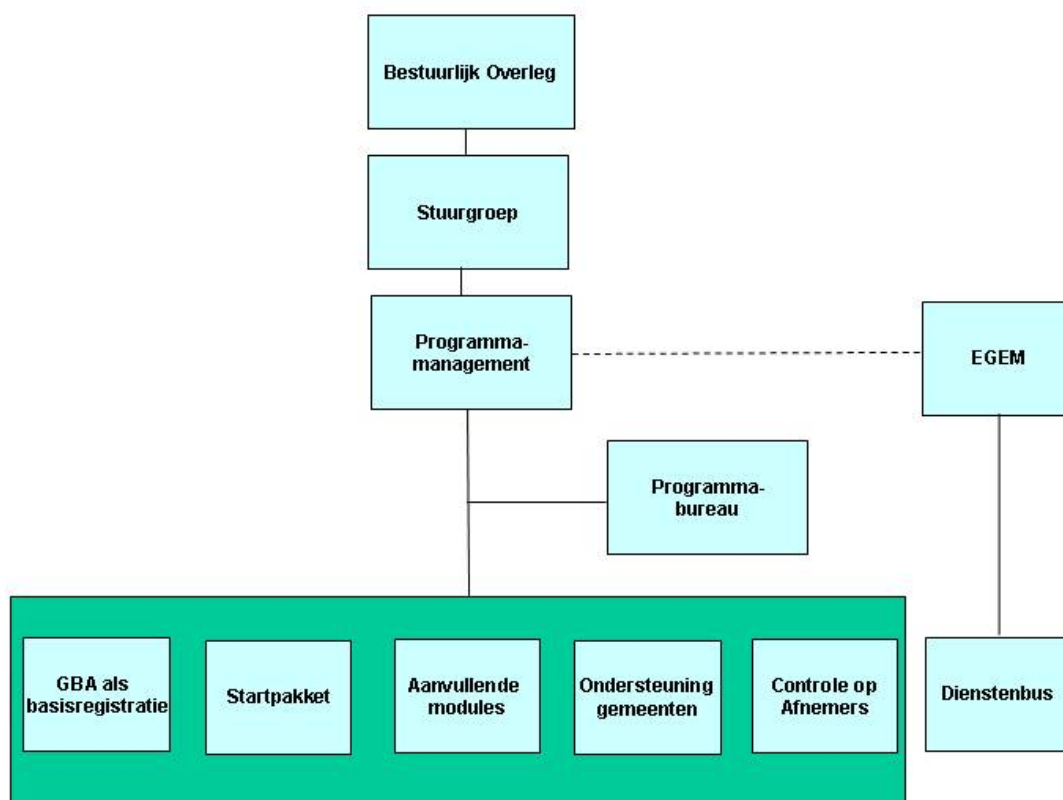 Bestuurlijk Overleg
Stuurgroep
Programma-
management
EGEM
Programma-
bureau
GBA als
basisregistratie
Startpakket
Aanvullende
modules
Ondersteuning
gemeenten
Controle op
Afnemers
Dienstenbus